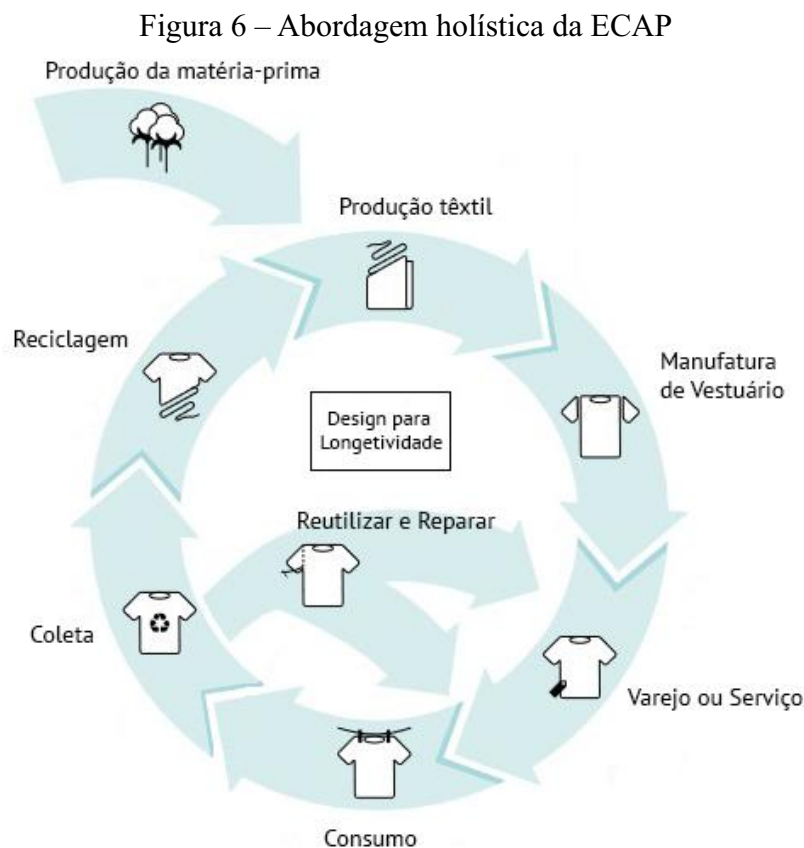 Figura 6 – Abordagem holística da ECAP
Produção da matéria-prima
Produção têxtil
Reciclagem
Manufatura
de Vestuário
Design para
Longetividade
Reutilizar e Reparar
Coleta
Varejo ou Serviço
Consumo